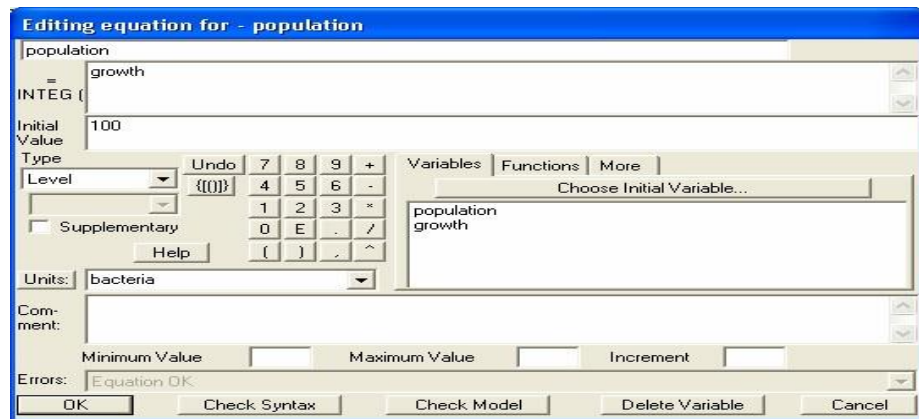 Editing equation for - population
population
= growth
INTEG (
Initial Value 100
Type Undo 7 8 9 + Variables Functions More
Level {[()]} 4 5 6 - Choose Initial Variable...
1 2 3 * population
Supplementary 0 E . / growth
Help ( ) , ^
Units: bacteria
Com-
ment:
Minimum Value Maximum Value Increment
Errors: Equation OK
OK Check Syntax Check Model Delete Variable Cancel